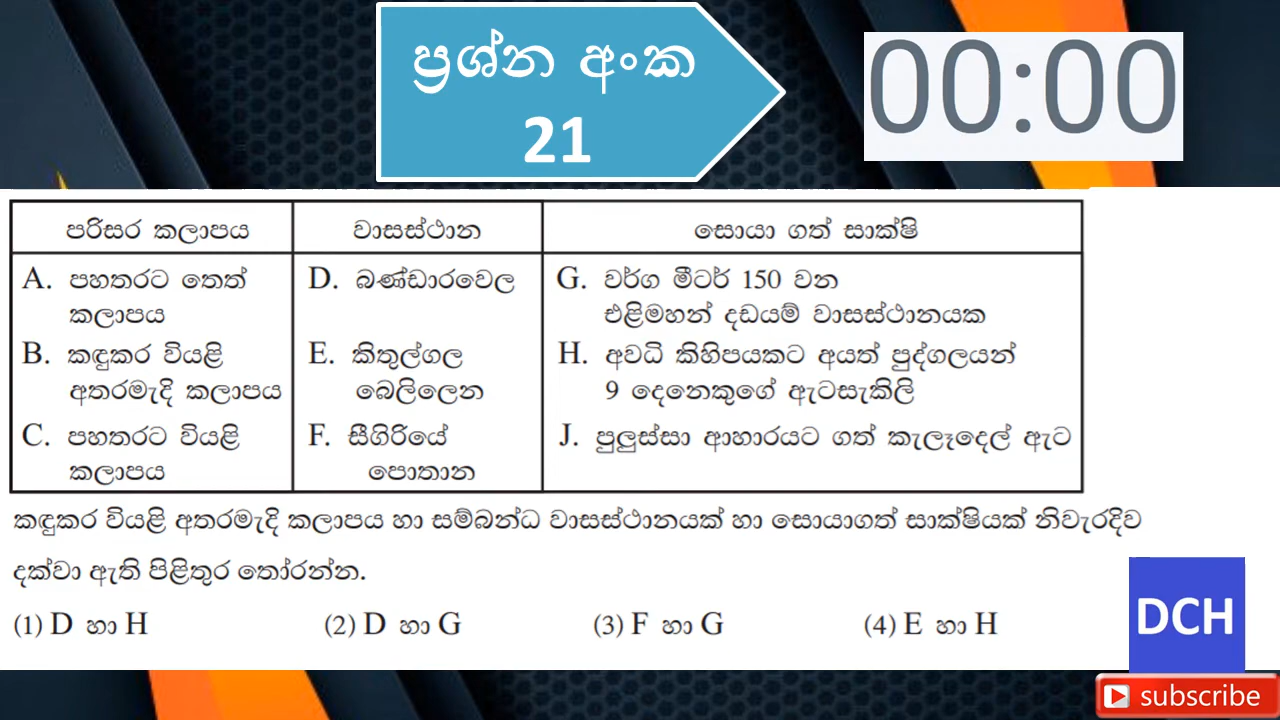 ප්‍රශ්න අංක
21
00:00
පරිසර කලාපය වාසස්ථාන සොයා ගත් සාක්ෂි
A. පහතරට තෙත් D. බණ්ඩාරවෙල G. වර්ග මීටර් 150 වන
කලාපය එළිමහන් දඩයම් වාසස්ථානයක
B. කඳුකර වියළි E. කිතුල්ගල H. අවධි කිහිපයකට අයත් පුද්ගලයන්
අතරමැදි කලාපය බෙලිලෙන 9 දෙනෙකුගේ ඇටසැකිලි
C. පහතරට වියළි F. සීගිරියේ J. පුලුස්සා ආහාරයට ගත් කැලෑදෙල් ඇට
කලාපය පොතාන
කඳුකර වියළි අතරමැදි කලාපය හා සම්බන්ධ වාසස්ථානයක් හා සොයාගත් සාක්ෂියක් නිවැරදිව
දක්වා ඇති පිළිතුර තෝරන්න.
(1) D හා H (2) D හා G (3) F හා G (4) E හා H
DCH
subscribe